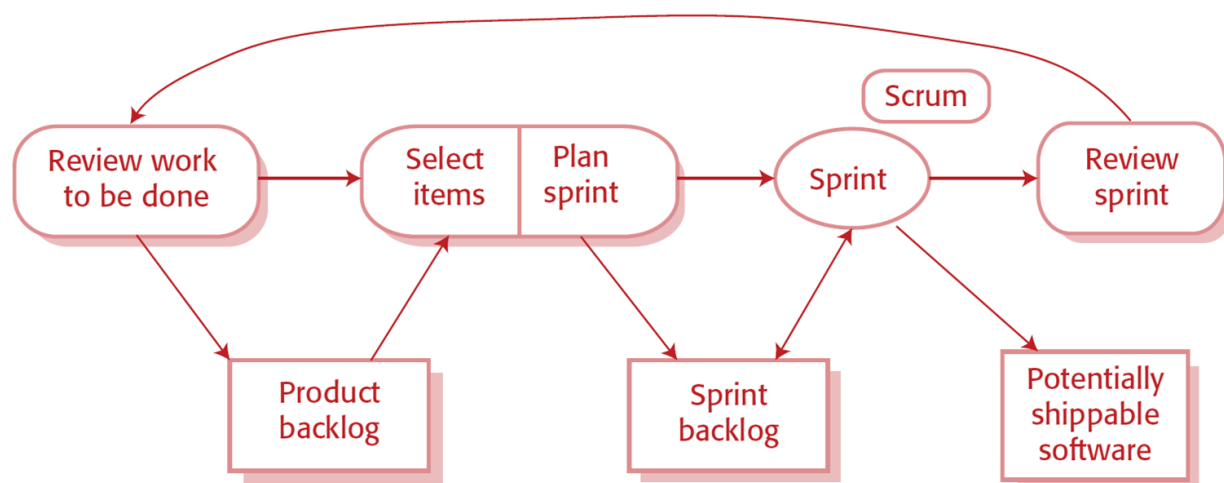 Scrum
Review work
to be done
Select
items
Plan
sprint
Sprint
Review
sprint
Product
backlog
Sprint
backlog
Potentially
shippable
software